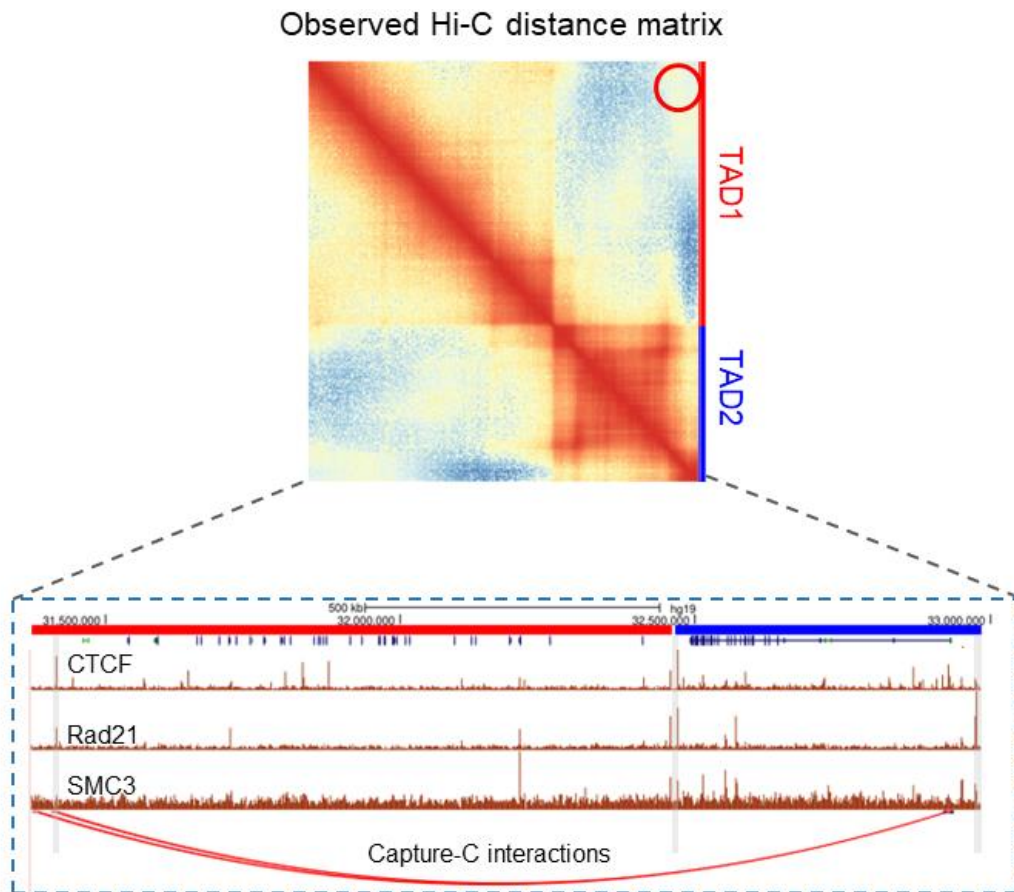 Observed Hi-C distance matrix
TAD1
TAD2
500 kb
hg19
31.500.000
32.000.000
32.500.000
33.000.000
CTCF
Rad21
SMC3
Capture-C interactions